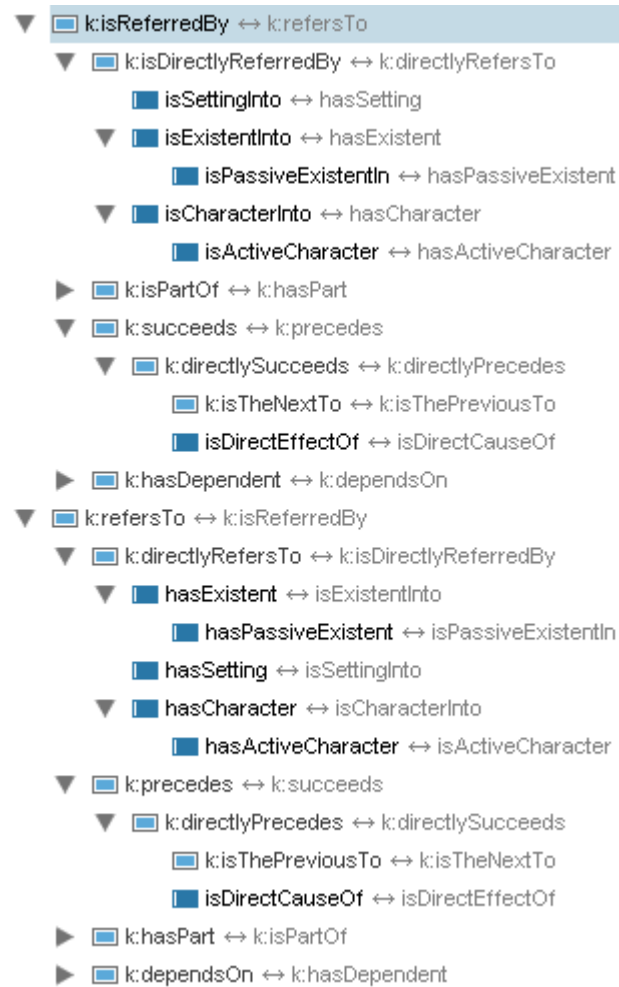 k:isReferredBy ↔ k:refersTo
k:isDirectlyReferredBy ↔ k:directlyRefersTo
isSettingInto ↔ hasSetting
isExistentInto ↔ hasExistent
isPassiveExistentIn ↔ hasPassiveExistent
isCharacterInto ↔ hasCharacter
isActiveCharacter ↔ hasActiveCharacter
k:isPartOf ↔ k:hasPart
k:succeeds ↔ k:precedes
k:directlySucceeds ↔ k:directlyPrecedes
k:isTheNextTo ↔ k:isThePreviousTo
isDirectEffectOf ↔ isDirectCauseOf
k:hasDependent ↔ k:dependsOn
k:refersTo ↔ k:isReferredBy
k:directlyRefersTo ↔ k:isDirectlyReferredBy
hasExistent ↔ isExistentInto
hasPassiveExistent ↔ isPassiveExistentIn
hasSetting ↔ isSettingInto
hasCharacter ↔ isCharacterInto
hasActiveCharacter ↔ isActiveCharacter
k:precedes ↔ k:succeeds
k:directlyPrecedes ↔ k:directlySucceeds
k:isThePreviousTo ↔ k:isTheNextTo
isDirectCauseOf ↔ isDirectEffectOf
k:hasPart ↔ k:isPartOf
k:dependsOn ↔ k:hasDependent